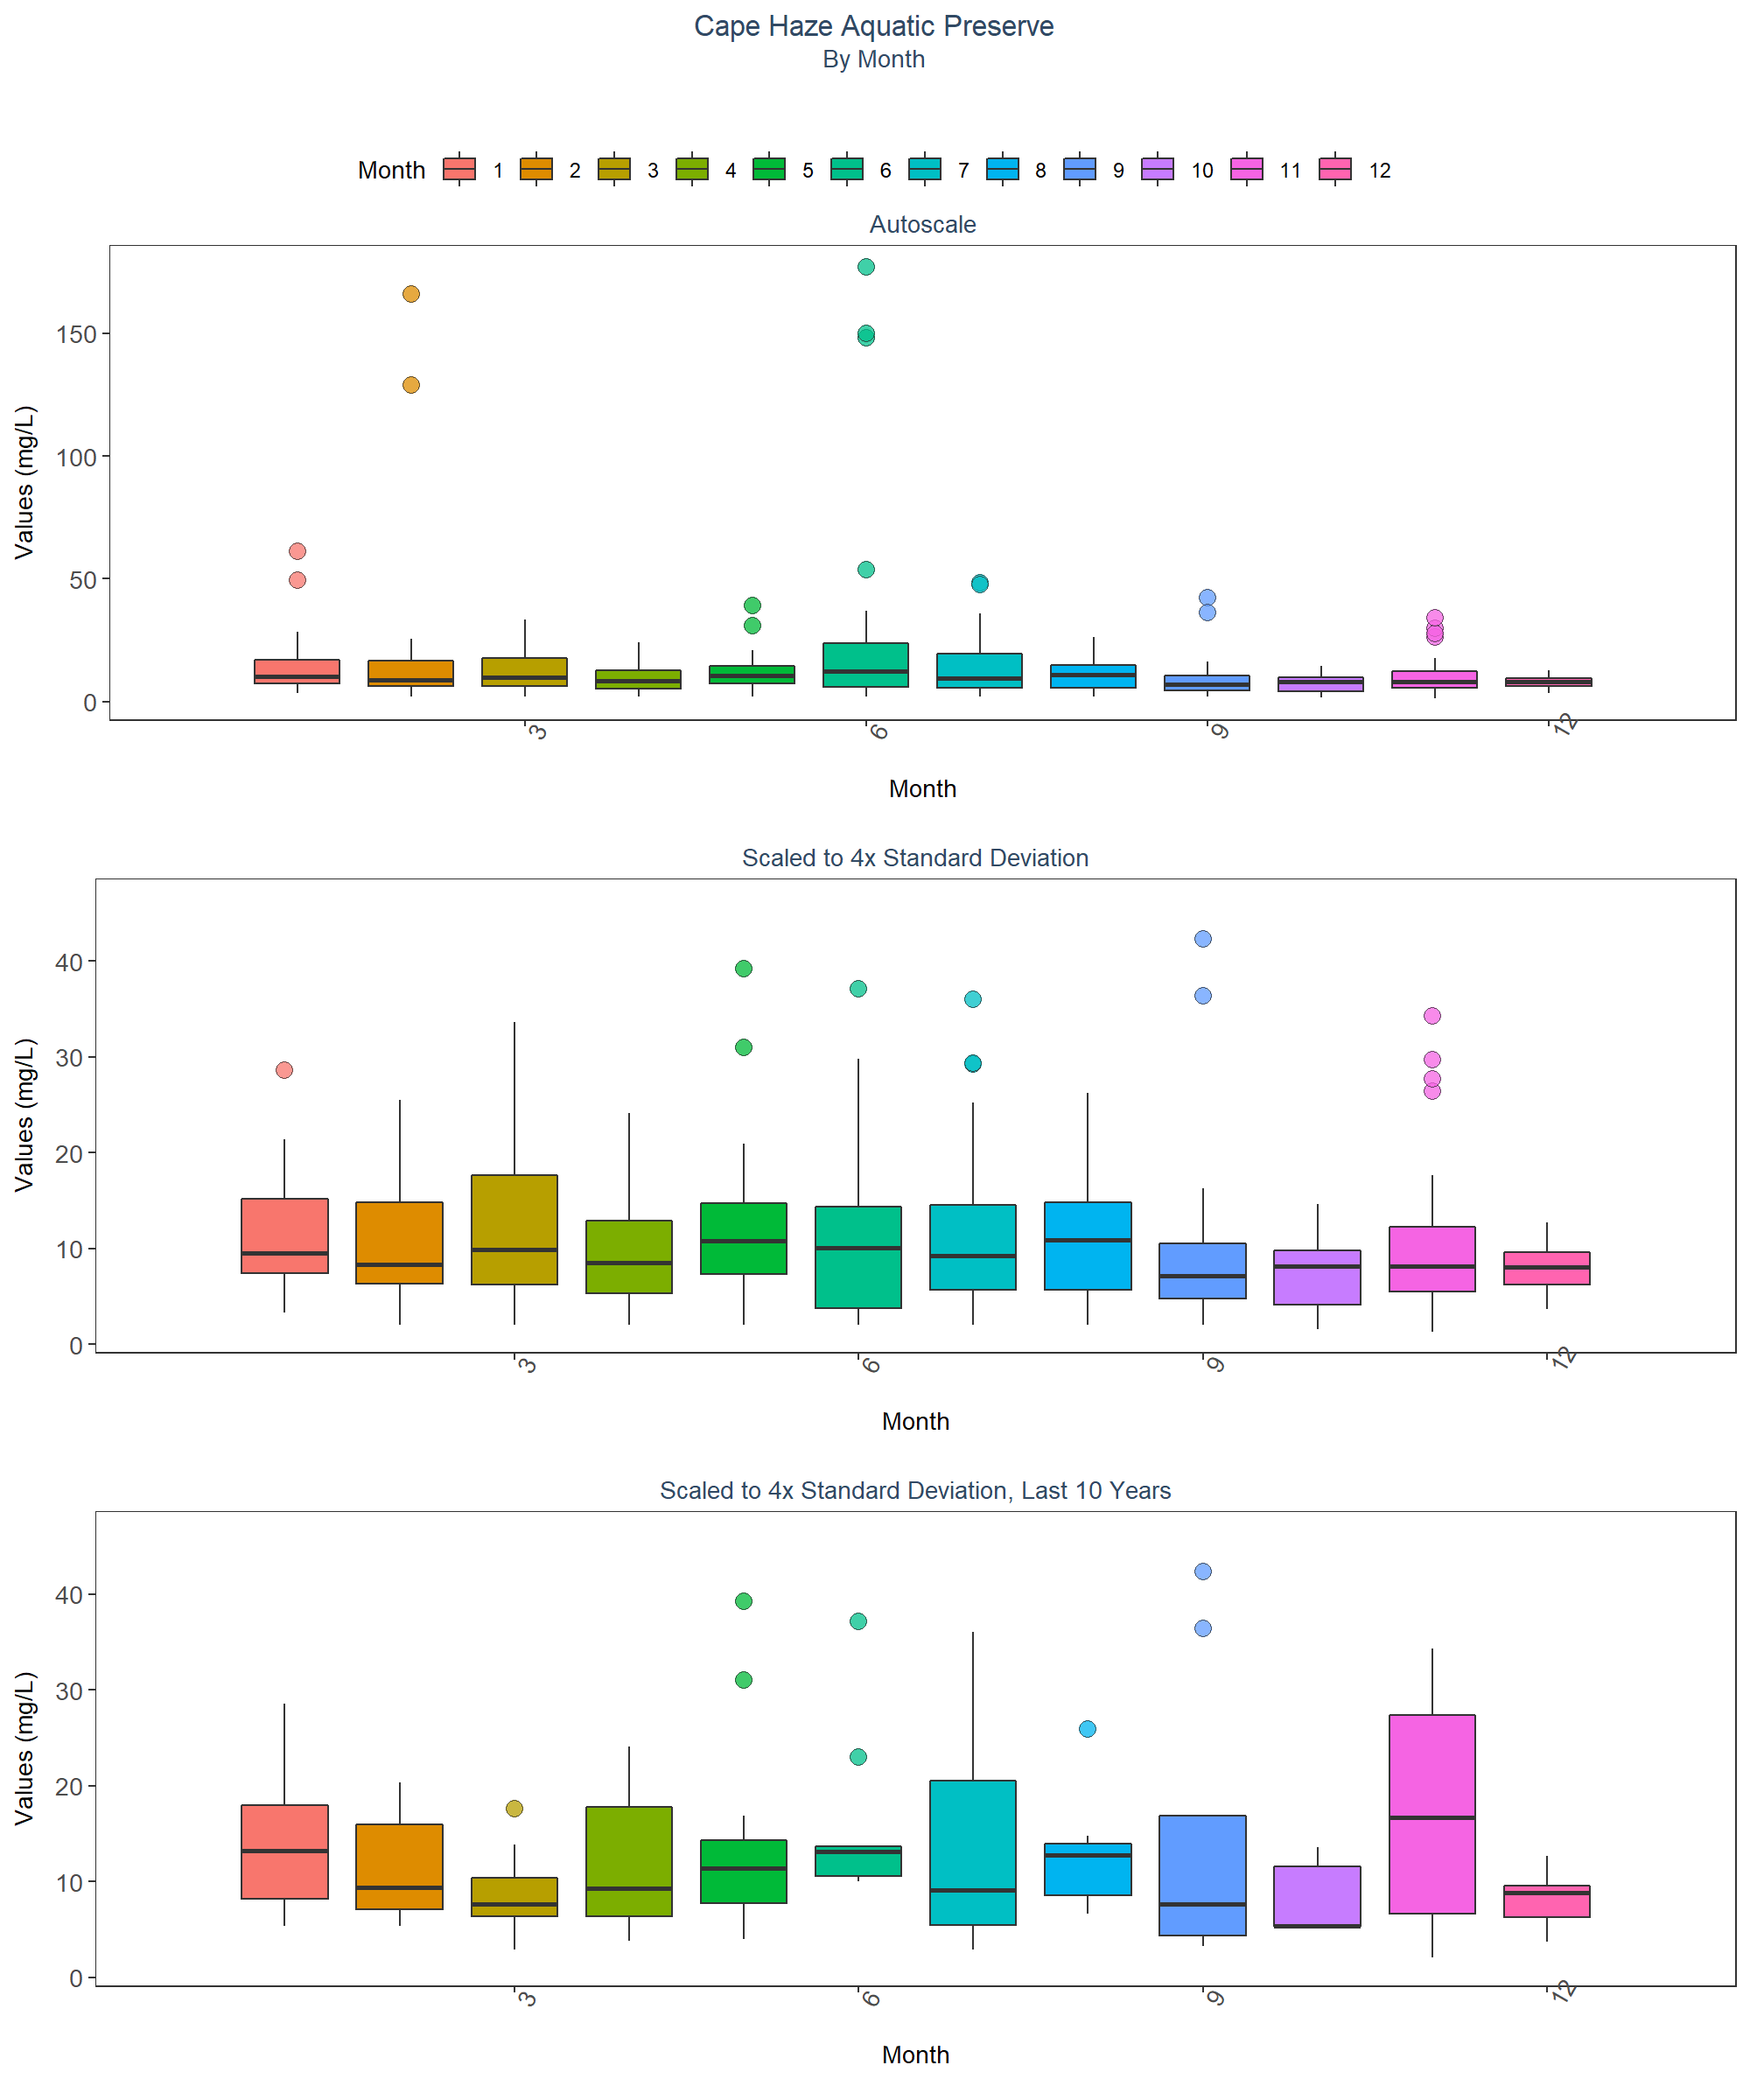 Cape Haze Aquatic Preserve
By Month
Month 1 2 3 4 5 6 7 8 9 10 11 12
Autoscale
Values (mg/L)
150
100
50
0
3 6 9 12
Month
Scaled to 4x Standard Deviation
Values (mg/L)
40
30
20
10
0
3 6 9 12
Month
Scaled to 4x Standard Deviation, Last 10 Years
Values (mg/L)
40
30
20
10
0
3 6 9 12
Month